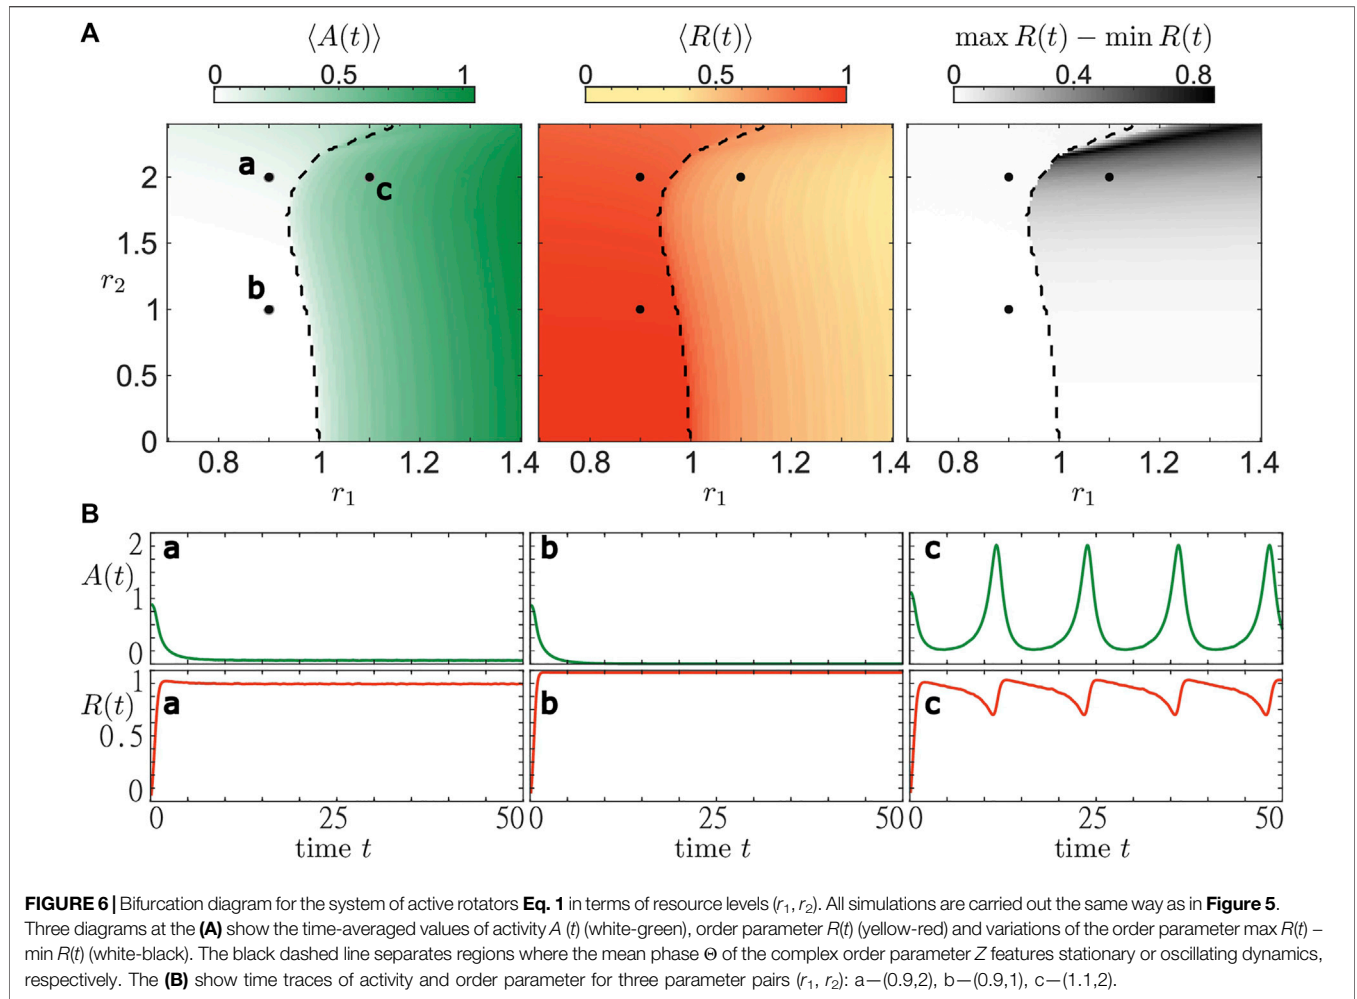 A
⟨A(t)⟩ ⟨R(t)⟩ max R(t) − min R(t)
0 0.5 1 0 0.5 1 0 0.4 0.8
a
c
b
2
1.5
r₂
1
0.5
0
0.8 1 1.2 1.4 0.8 1 1.2 1.4 0.8 1 1.2 1.4
r₁ r₁ r₁
B
2
A(t)
1
0
a b c
1
R(t)
0.5
0
a b c
0 25 50 0 25 50 0 25 50
time t time t time t
FIGURE 6 | Bifurcation diagram for the system of active rotators Eq. 1 in terms of resource levels (r₁, r₂). All simulations are carried out the same way as in Figure 5.
Three diagrams at the (A) show the time-averaged values of activity A (t) (white-green), order parameter R(t) (yellow-red) and variations of the order parameter max R(t) –
min R(t) (white-black). The black dashed line separates regions where the mean phase Θ of the complex order parameter Z features stationary or oscillating dynamics,
respectively. The (B) show time traces of activity and order parameter for three parameter pairs (r₁, r₂): a—(0.9,2), b—(0.9,1), c—(1.1,2).